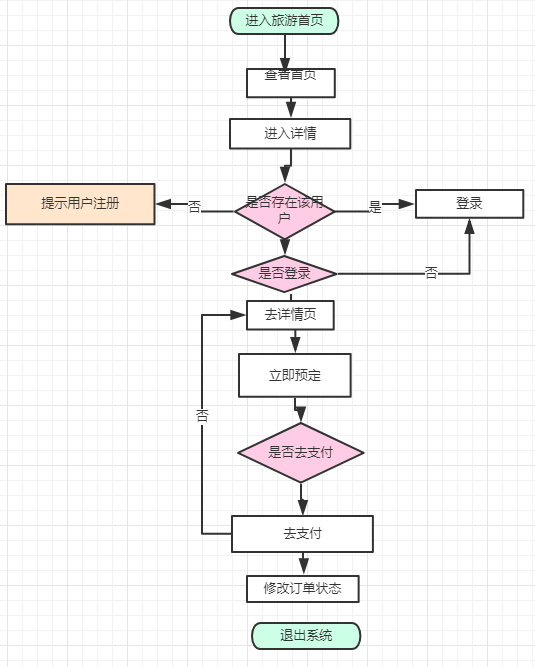 进入旅游首页
查看首页
进入详情
提示用户注册
否
是否存在该用
户
是
登录
是否登录
否
去详情页
立即预定
否
是否去支付
去支付
修改订单状态
退出系统